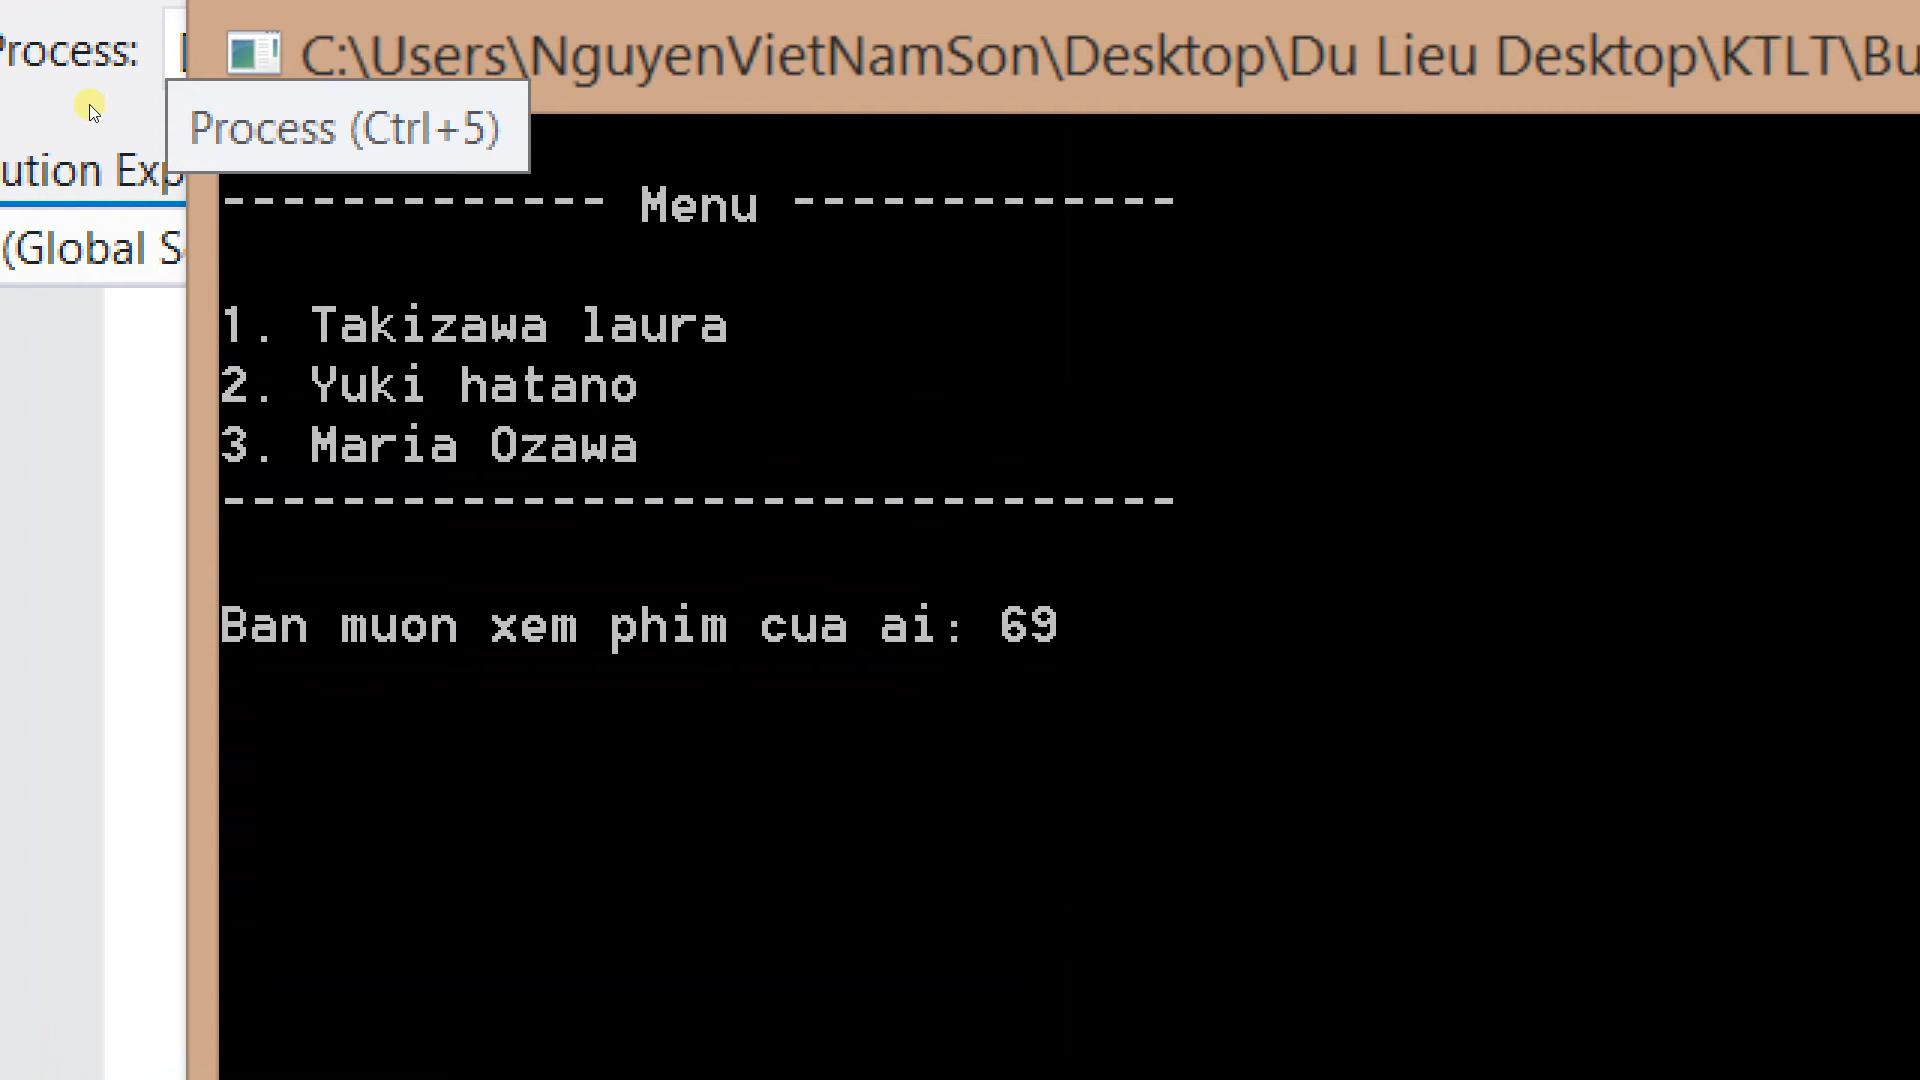 Process:
C:\Users\NguyenVietNamSon\Desktop\Du Lieu Desktop\KTLT\Bu
Process (Ctrl+5)
ution Exp
(Global S
------------- Menu -------------
1. Takizawa laura
2. Yuki hatano
3. Maria Ozawa
--------------------------------
Ban muon xem phim cua ai: 69